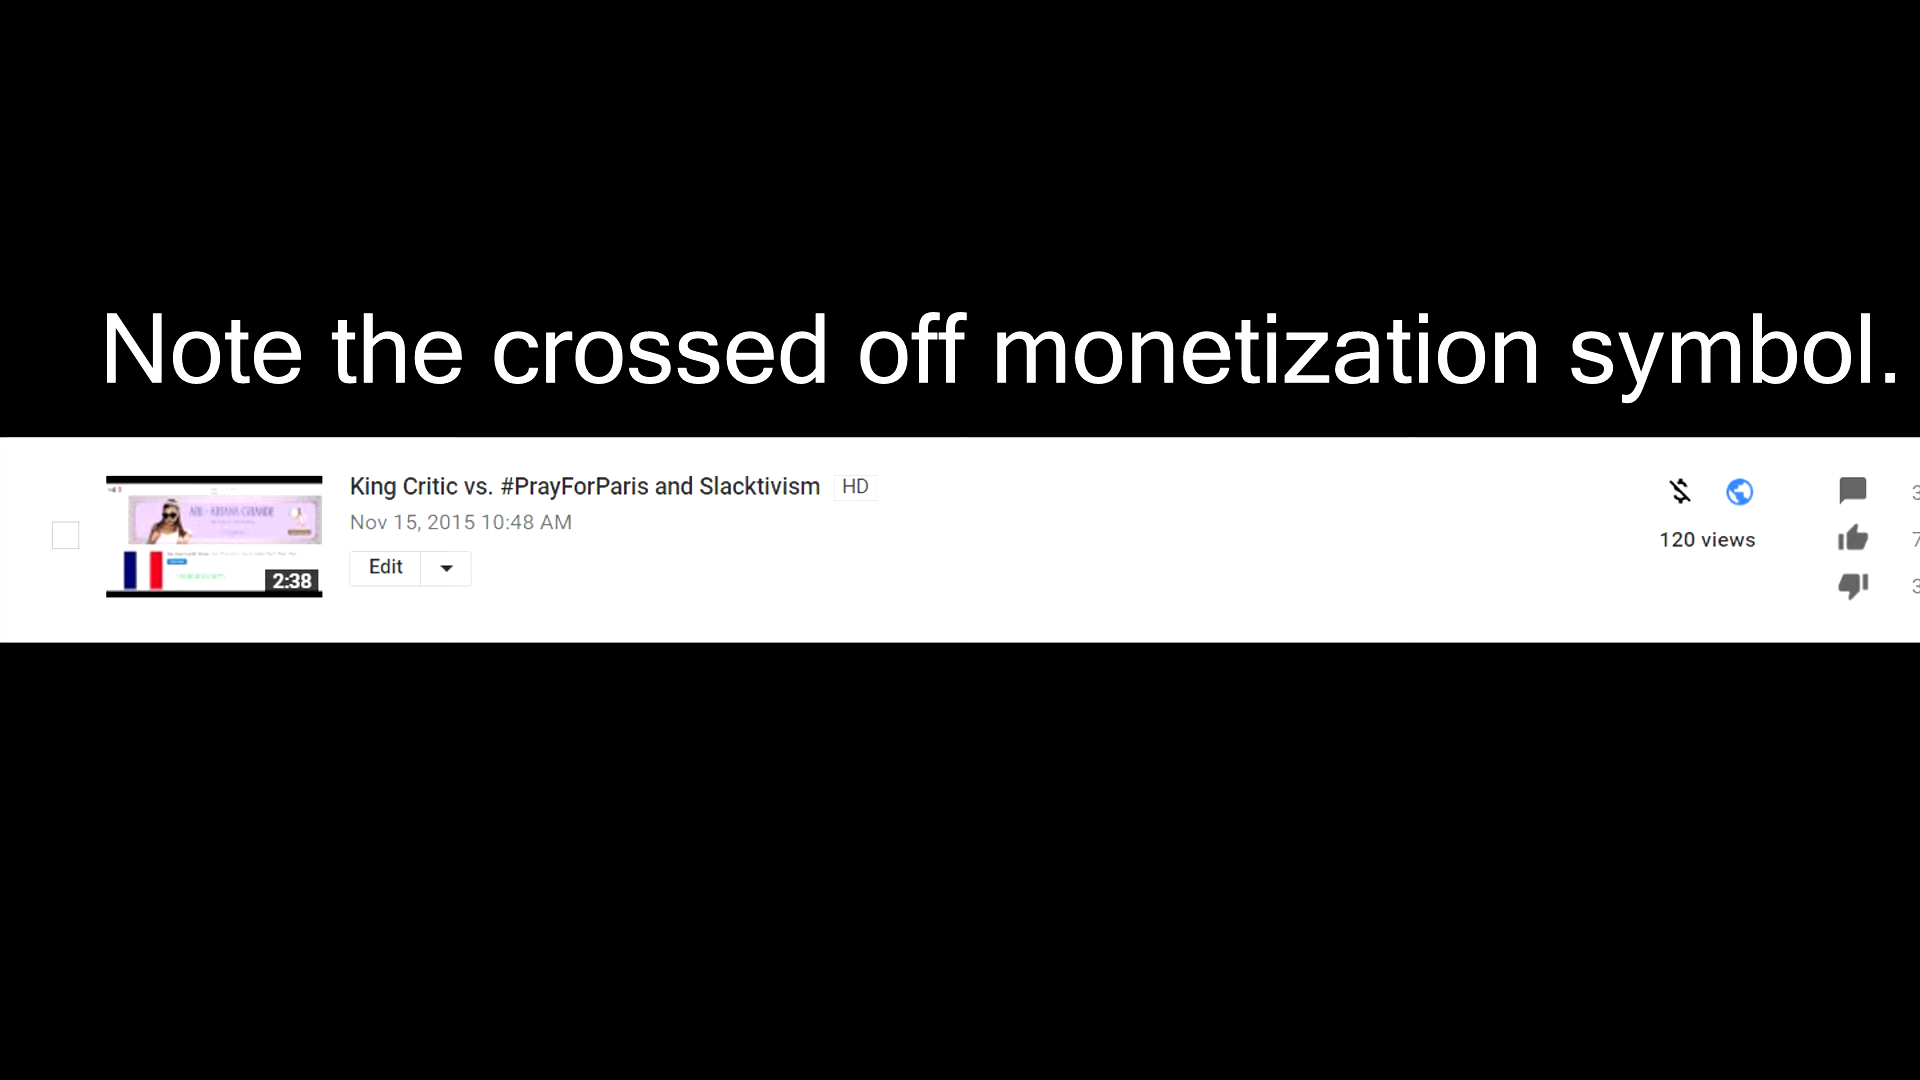 Note the crossed off monetization symbol.
King Critic vs. #PrayForParis and Slacktivism HD
Nov 15, 2015 10:48 AM
Edit
2:38
120 views